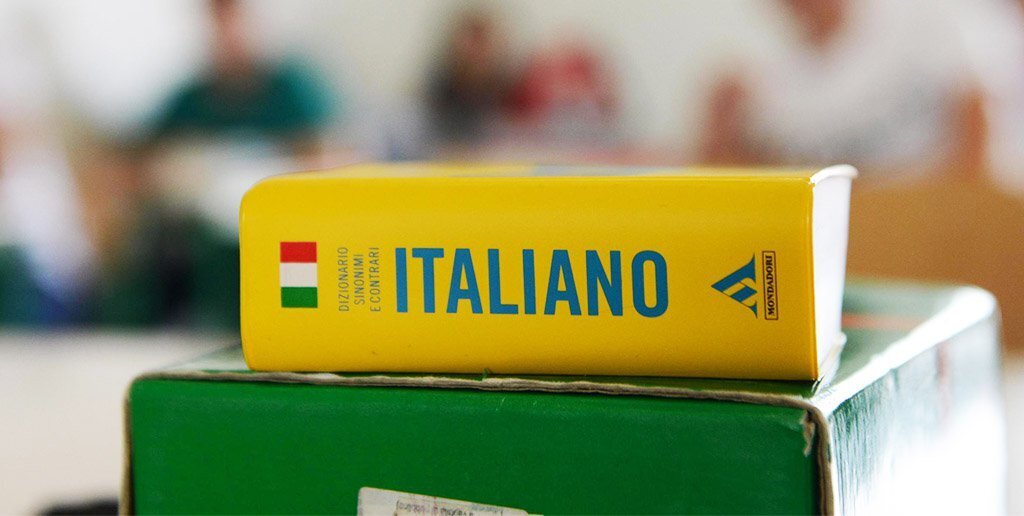 DIZIONARIO
SINONIMI
E CONTRARI
ITALIANO
MONDADORI